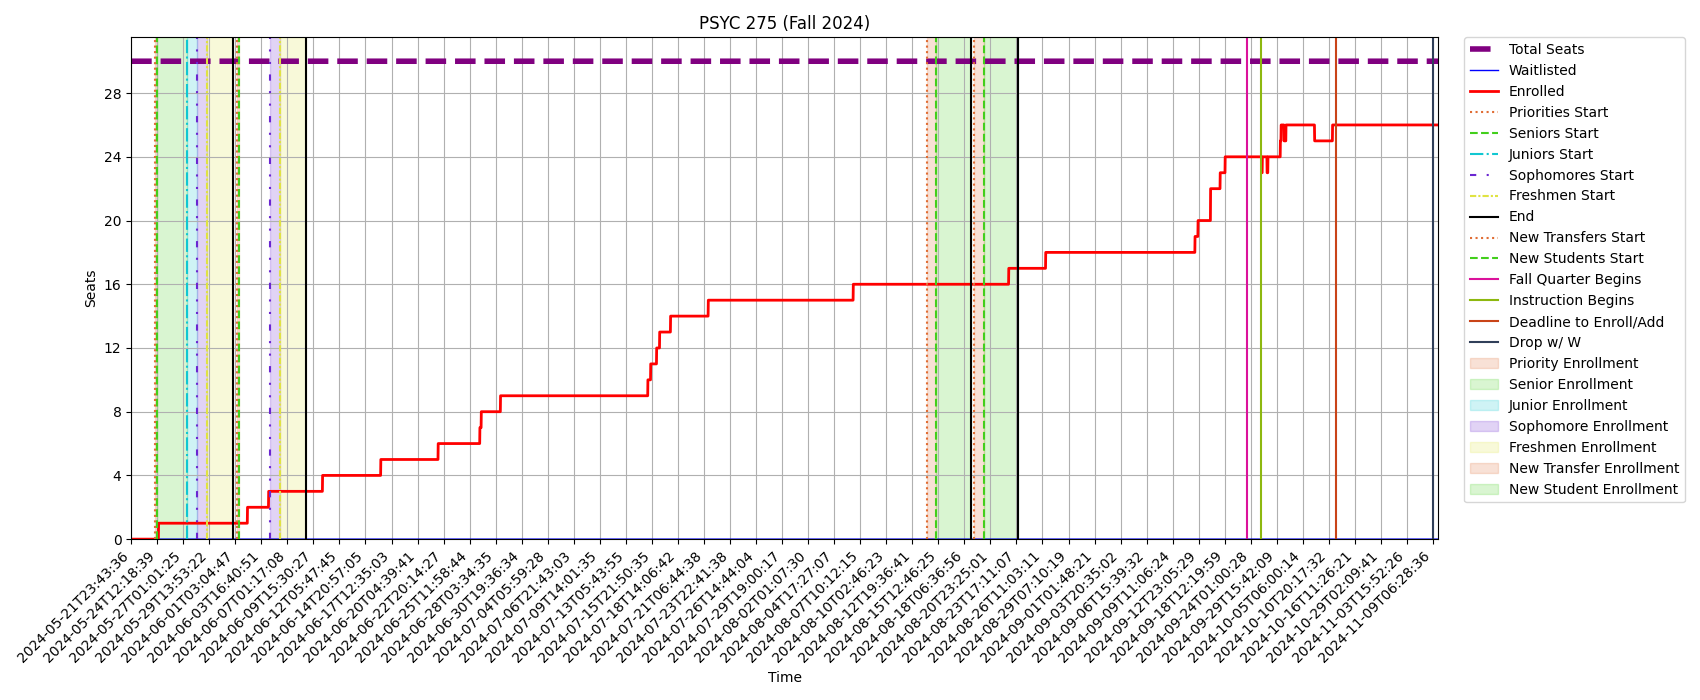 PSYC 275 (Fall 2024)
Total Seats
Waitlisted
Enrolled
Priorities Start
Seniors Start
Juniors Start
Sophomores Start
Freshmen Start
End
New Transfers Start
New Students Start
Fall Quarter Begins
Instruction Begins
Deadline to Enroll/Add
Drop w/ W
Priority Enrollment
Senior Enrollment
Junior Enrollment
Sophomore Enrollment
Freshmen Enrollment
New Transfer Enrollment
New Student Enrollment
Seats
28
24
20
16
12
8
4
0
2024-05-21T23:43:36
2024-05-24T12:18:39
2024-05-27T01:01:25
2024-05-29T13:53:22
2024-06-01T03:04:47
2024-06-03T16:40:51
2024-06-07T01:17:08
2024-06-09T15:30:27
2024-06-12T05:47:45
2024-06-14T20:57:05
2024-06-17T12:35:03
2024-06-20T04:39:41
2024-06-22T20:14:27
2024-06-25T11:58:44
2024-06-28T03:34:35
2024-06-30T19:36:34
2024-07-04T05:59:28
2024-07-06T21:43:03
2024-07-09T14:01:35
2024-07-13T05:43:55
2024-07-15T21:50:35
2024-07-18T14:06:42
2024-07-21T06:44:38
2024-07-23T22:41:38
2024-07-26T14:44:04
2024-07-29T19:00:17
2024-08-02T01:07:30
2024-08-04T17:27:07
2024-08-07T10:12:15
2024-08-10T02:46:23
2024-08-12T19:36:41
2024-08-15T12:46:25
2024-08-18T06:36:56
2024-08-20T23:25:01
2024-08-23T17:11:07
2024-08-26T11:03:11
2024-08-29T07:10:19
2024-09-01T01:48:21
2024-09-03T20:35:02
2024-09-06T15:39:32
2024-09-09T11:06:24
2024-09-12T23:05:29
2024-09-18T12:19:59
2024-09-24T01:00:28
2024-09-29T15:42:09
2024-10-05T06:00:14
2024-10-10T20:17:32
2024-10-16T11:26:21
2024-10-29T02:09:41
2024-11-03T15:52:26
2024-11-09T06:28:36
Time